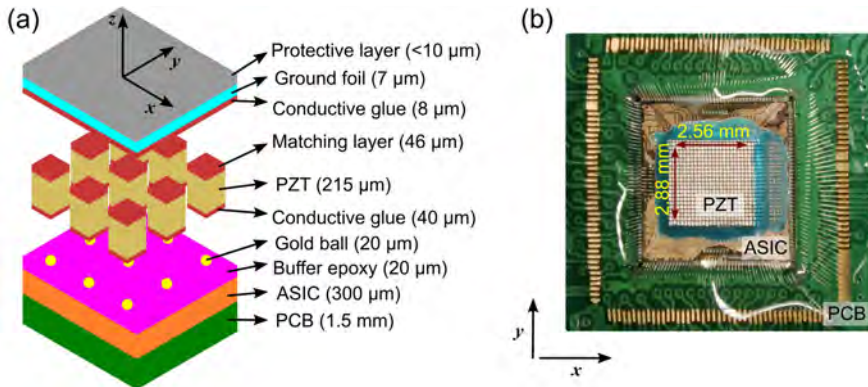 (a)
z
y
x
Protective layer (<10 μm)
Ground foil (7 μm)
Conductive glue (8 μm)
Matching layer (46 μm)
PZT (215 μm)
Conductive glue (40 μm)
Gold ball (20 μm)
Buffer epoxy (20 μm)
ASIC (300 μm)
PCB (1.5 mm)
(b)
2.56 mm
2.88 mm
PZT
ASIC
PCB
y
x